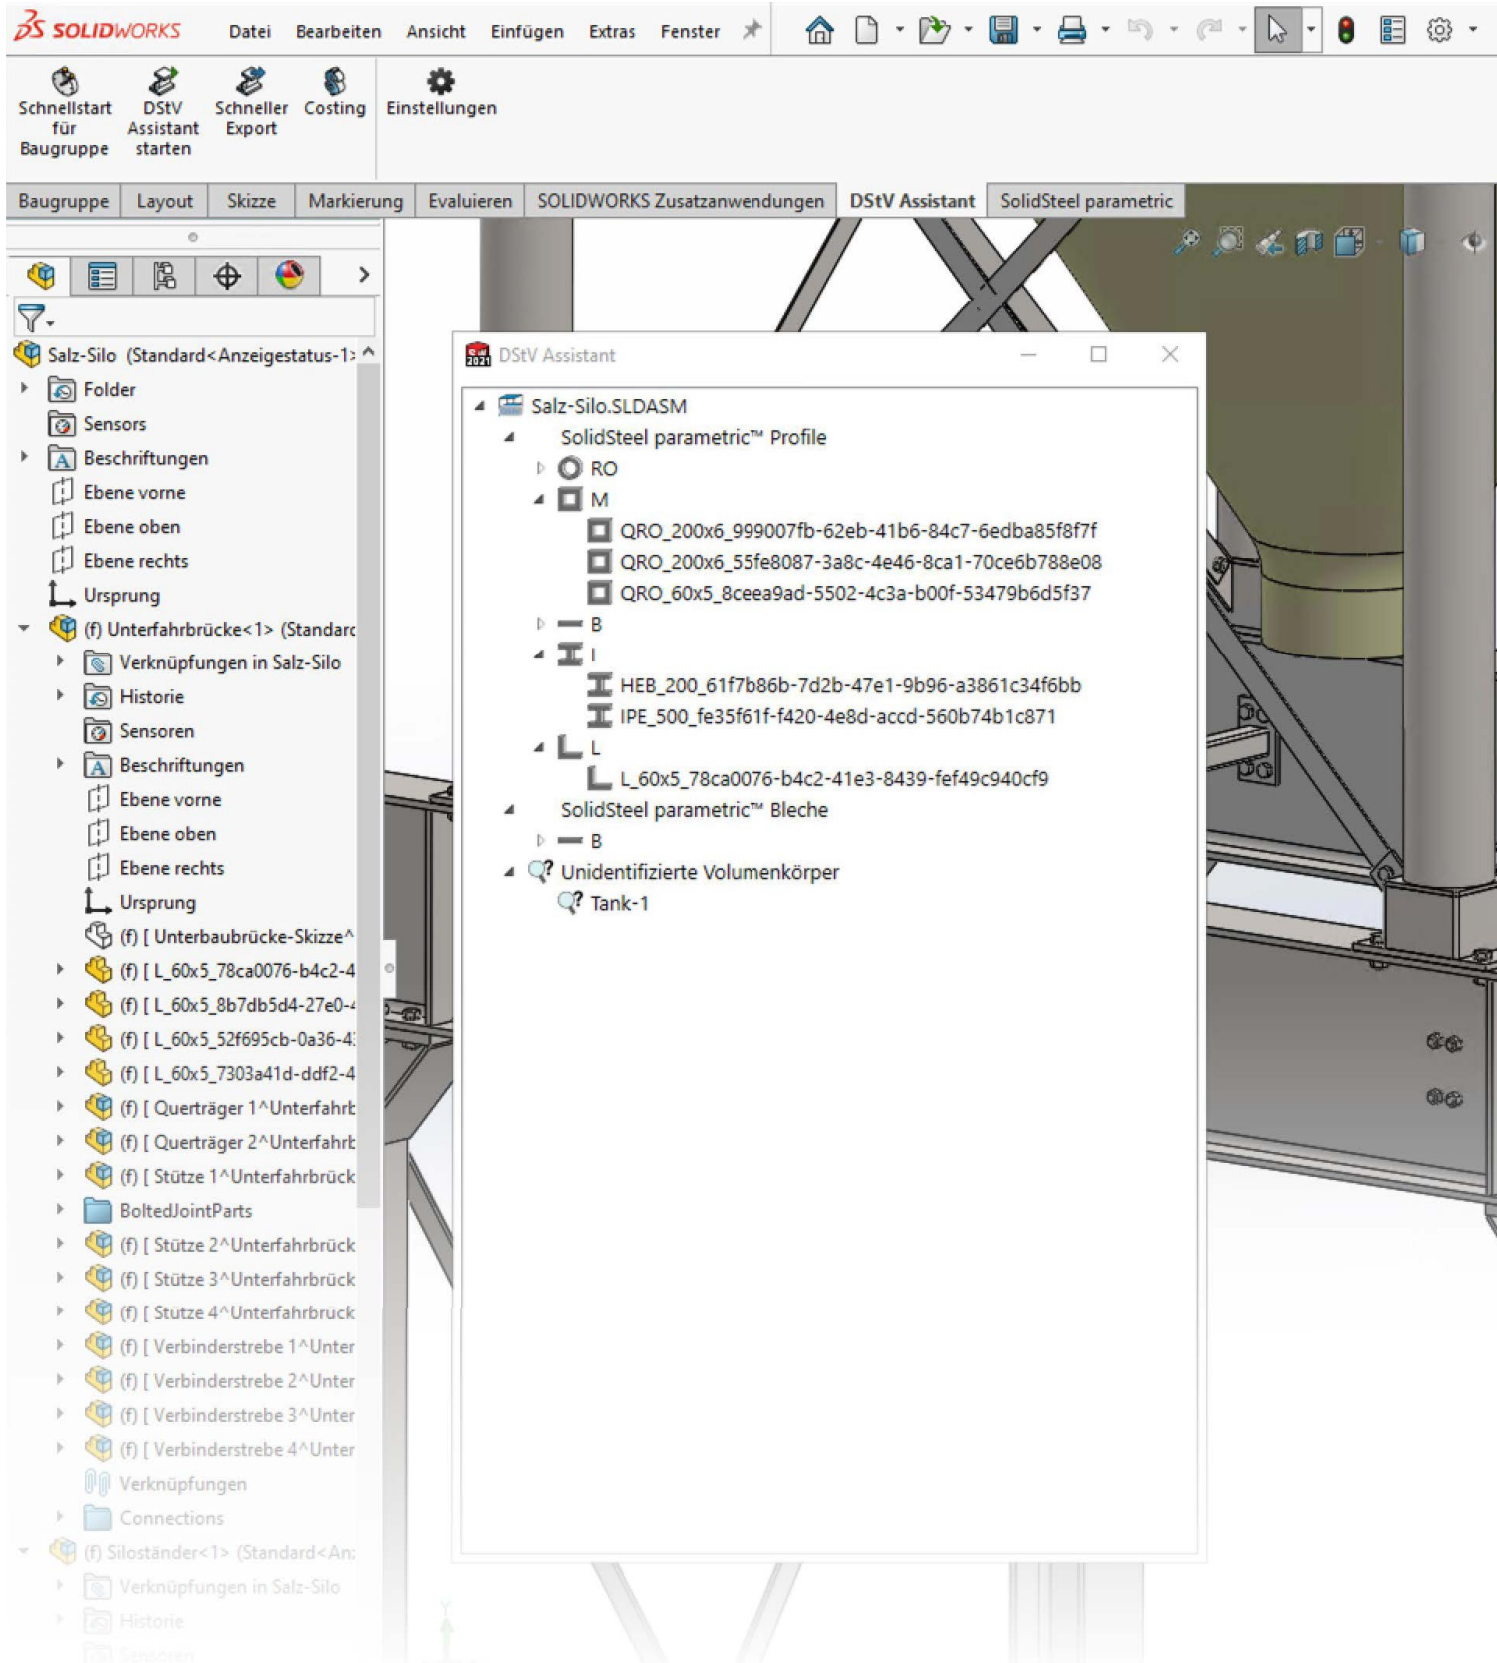 SOLIDWORKS Datei Bearbeiten Ansicht Einfügen Extras Fenster
Schnellstart für Baugruppe
DStV Assistant starten
Schneller Export
Costing
Einstellungen
Baugruppe Layout Skizze Markierung Evaluieren SOLIDWORKS Zusatzanwendungen DStV Assistant SolidSteel parametric
Salz-Silo (Standard<Anzeigestatus-1>
Folder
Sensors
Beschriftungen
Ebene vorne
Ebene oben
Ebene rechts
Ursprung
(f) Unterfahrbrücke<1> (Standard
Verknüpfungen in Salz-Silo
Historie
Sensoren
Beschriftungen
Ebene vorne
Ebene oben
Ebene rechts
Ursprung
(f) [ Unterbaubrücke-Skizze^
(f) [ L_60x5_78ca0076-b4c2-4
(f) [ L_60x5_8b7db5d4-27e0-4
(f) [ L_60x5_52f695cb-0a36-4
(f) [ L_60x5_7303a41d-ddf2-4
(f) [ Querträger 1^Unterfahrb
(f) [ Querträger 2^Unterfahrb
(f) [ Stütze 1^Unterfahrbrück
BoltedJointParts
(f) [ Stütze 2^Unterfahrbrück
(f) [ Stütze 3^Unterfahrbrück
(f) [ Stütze 4^Unterfahrbrück
(f) [ Verbinderstrebe 1^Unter
(f) [ Verbinderstrebe 2^Unter
(f) [ Verbinderstrebe 3^Unter
(f) [ Verbinderstrebe 4^Unter
Verknüpfungen
Connections
(f) Siloständer<1> (Standard<An
Verknüpfungen in Salz-Silo
Historie
Sensoren
2021 DStV Assistant
Salz-Silo.SLDASM
SolidSteel parametric™ Profile
RO
M
QRO_200x6_999007fb-62eb-41b6-84c7-6edba85f8f7f
QRO_200x6_55fe8087-3a8c-4e46-8ca1-70ce6b788e08
QRO_60x5_8ceea9ad-5502-4c3a-b00f-53479b6d5f37
B
I
HEB_200_61f7b86b-7d2b-47e1-9b96-a3861c34f6bb
IPE_500_fe35f61f-f420-4e8d-accd-560b74b1c871
L
L_60x5_78ca0076-b4c2-41e3-8439-fef49c940cf9
SolidSteel parametric™ Bleche
B
Unidentifizierte Volumenkörper
Tank-1
Y